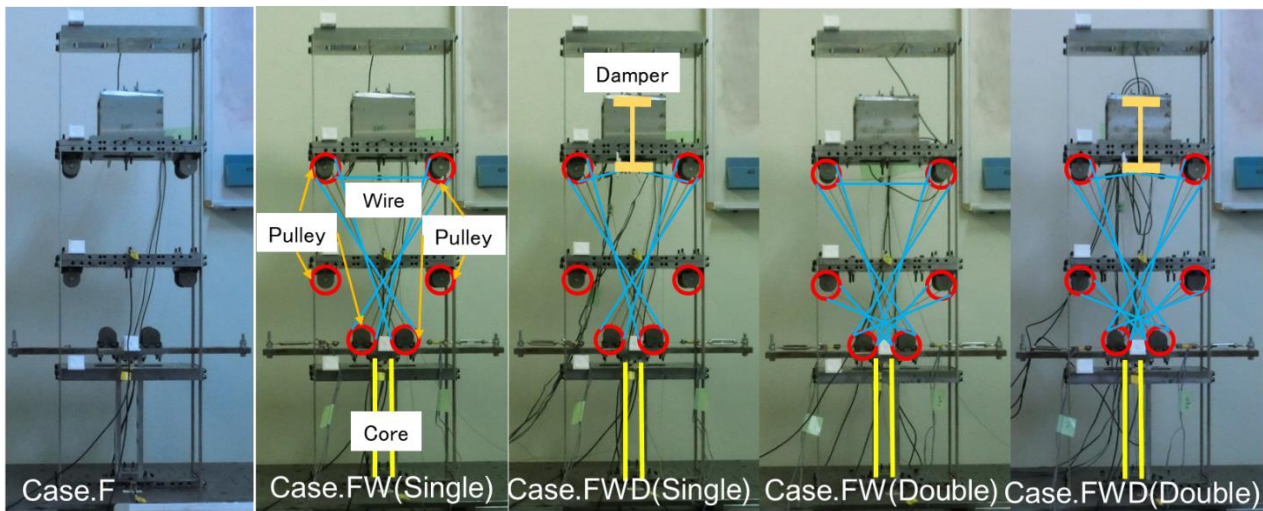 Damper
Wire
Pulley
Pulley
Core
Case.F
Case.FW(Single)
Case.FWD(Single)
Case.FW(Double)
Case.FWD(Double)